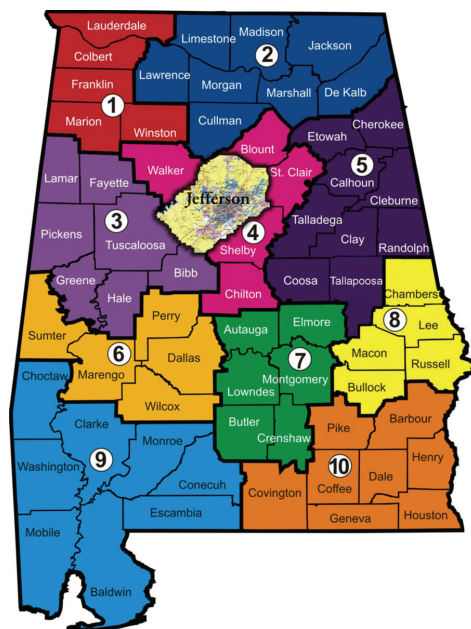 Lauderdale
Limestone
Madison
2
Jackson
Colbert
Lawrence
Franklin
Morgan
Marshall
De Kalb
1
Marion
Winston
Cullman
Cherokee
Etowah
Blount
Walker
St. Clair
5
Calhoun
Lamar
Fayette
Jefferson
Cleburne
3
Talladega
4
Pickens
Tuscaloosa
Shelby
Clay
Randolph
Bibb
Greene
Hale
Chilton
Coosa
Tallapoosa
Chambers
Perry
Sumter
Autauga
Elmore
8
Lee
6
Marengo
Dallas
7
Macon
Russell
Choctaw
Lowndes
Montgomery
Bullock
Wilcox
Clarke
Butler
Crenshaw
Pike
Barbour
Monroe
9
Washington
10
Henry
Conecuh
Covington
Coffee
Dale
Escambia
Mobile
Geneva
Houston
Baldwin